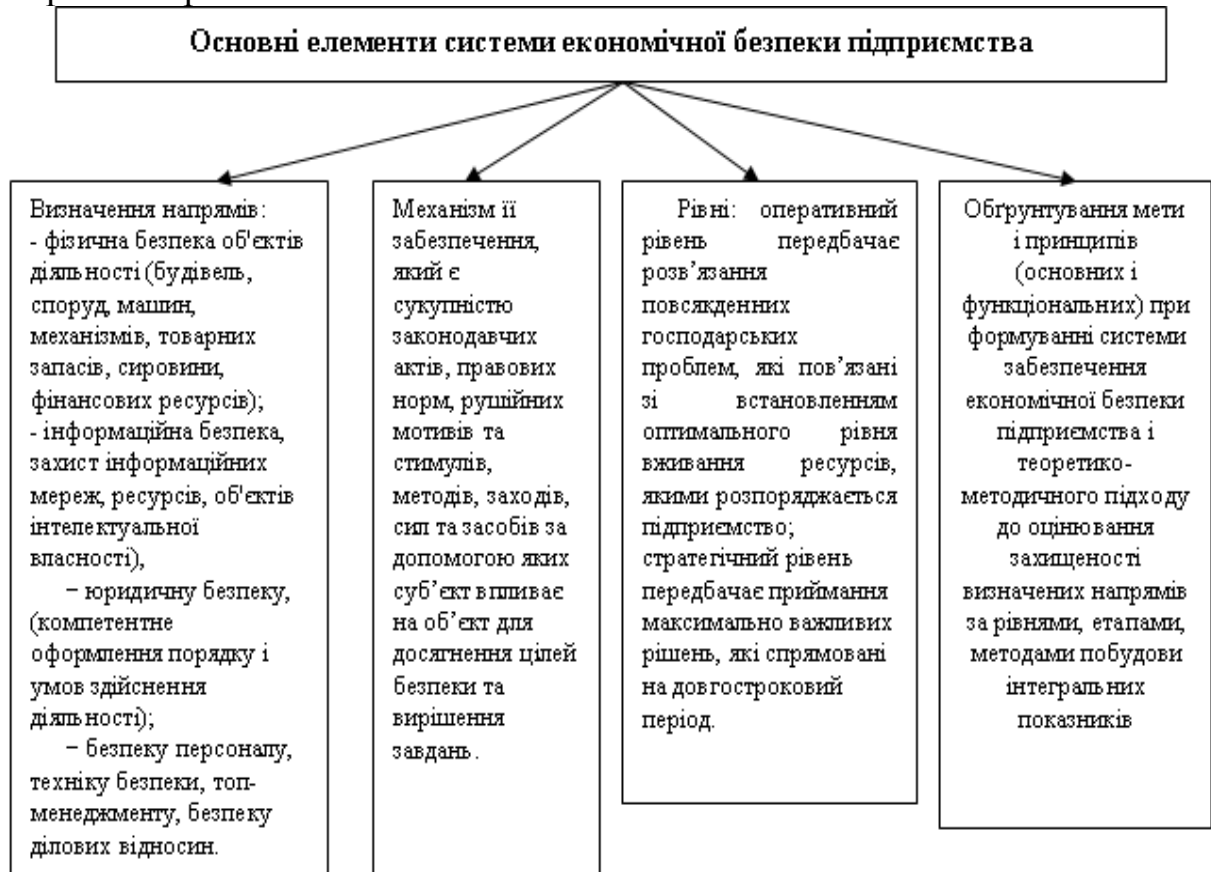 Основні елементи системи економічної безпеки підприємства
Визначення напрямів:
- фізична безпека об'єктів
діяльності (будівель,
споруд, машин,
механізмів, товарних
запасів, сировини,
фінансових ресурсів);
- інформаційна безпека,
захист інформаційних
мереж, ресурсів, об'єктів
інтелектуальної
власності),
− юридичну безпеку,
(компетентне
оформлення порядку і
умов здійснення
діяльності);
− безпеку персоналу,
техніку безпеки, топ-
менеджменту, безпеку
ділових відносин.
Механізм її
забезпечення,
який є
сукупністю
законодавчих
актів, правових
норм, рушійних
мотивів та
стимулів,
методів, заходів,
сил та засобів за
допомогою яких
суб’єкт впливає
на об’єкт для
досягнення цілей
безпеки та
вирішення
завдань.
Рівні: оперативний
рівень передбачає
розв’язання
повсякденних
господарських
проблем, які пов’язані
зі встановленням
оптимального рівня
вживання ресурсів,
якими розпоряджається
підприємство;
стратегічний рівень
передбачає приймання
максимально важливих
рішень, які спрямовані
на довгостроковий
період.
Обґрунтування мети
і принципів
(основних і
функціональних) при
формуванні системи
забезпечення
економічної безпеки
підприємства і
теоретико-
методичного підходу
до оцінювання
захищеності
визначених напрямів
за рівнями, етапами,
методами побудови
інтегральних
показників